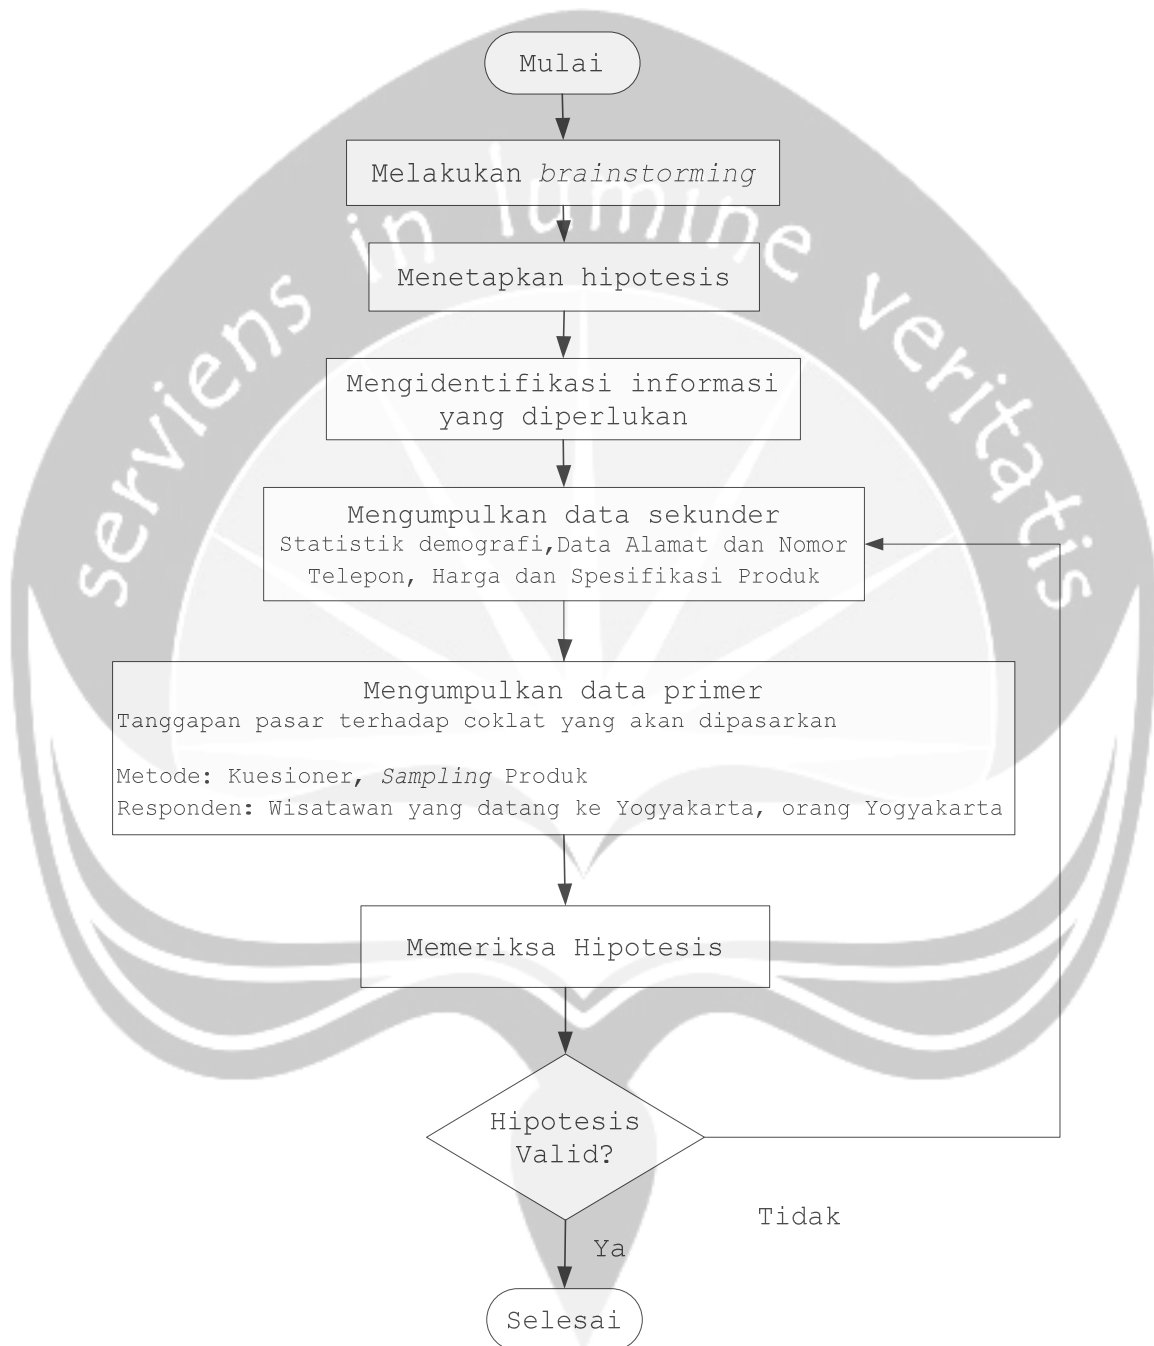 serviens in lumine veritatis
Mulai
Melakukan brainstorming
Menetapkan hipotesis
Mengidentifikasi informasi
yang diperlukan
Mengumpulkan data sekunder
Statistik demografi,Data Alamat dan Nomor
Telepon, Harga dan Spesifikasi Produk
Mengumpulkan data primer
Tanggapan pasar terhadap coklat yang akan dipasarkan
Metode: Kuesioner, Sampling Produk
Responden: Wisatawan yang datang ke Yogyakarta, orang Yogyakarta
Memeriksa Hipotesis
Hipotesis
Valid?
Tidak
Ya
Selesai